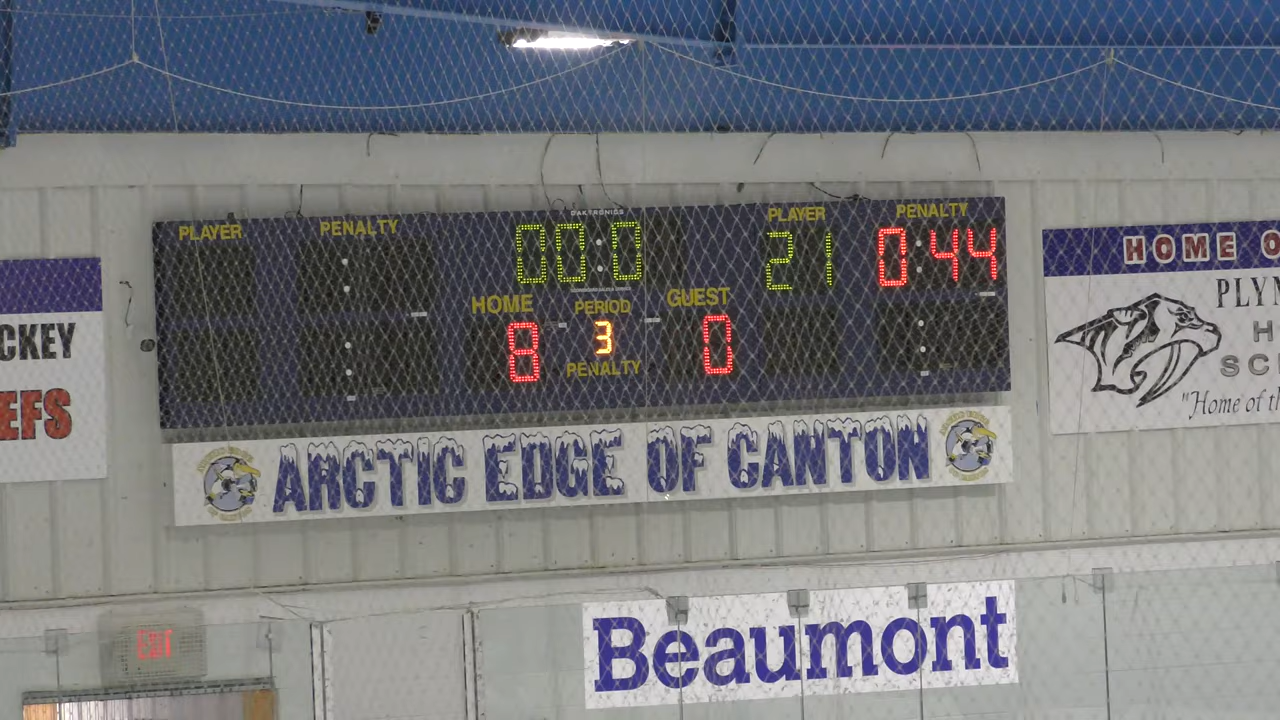 DAKTRONICS
PLAYER PENALTY 00:0 PLAYER PENALTY
21 0:44
HOME PERIOD GUEST
8 3 0
PENALTY
ARCTIC EDGE OF CANTON
CKEY
EFS
HOME O
PLYM
H
SC
"Home of t
Beaumont
EXIT